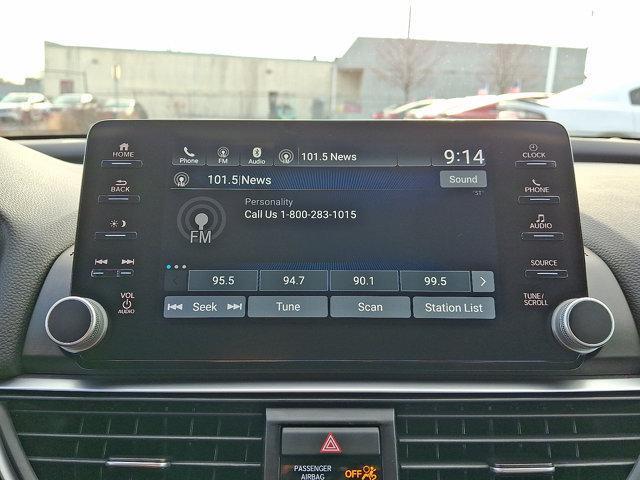 HOME
BACK
VOL
AUDIO
Phone FM Audio 101.5 News 9:14
101.5|News Sound
Personality ST
Call Us 1-800-283-1015
FM
95.5 94.7 90.1 99.5
Seek Tune Scan Station List
CLOCK
PHONE
AUDIO
SOURCE
TUNE/
SCROLL
PASSENGER
AIRBAG OFF